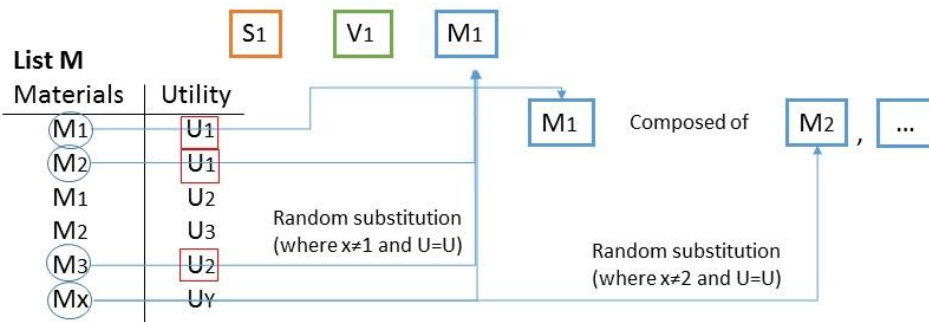 S1 V1 M1
List M
Materials Utility
M1 U1
M1 Composed of M2 , ...
M2 U1
M1 U2
M2 U3
Random substitution
(where x≠1 and U=U)
M3 U2
Random substitution
(where x≠2 and U=U)
Mx UY